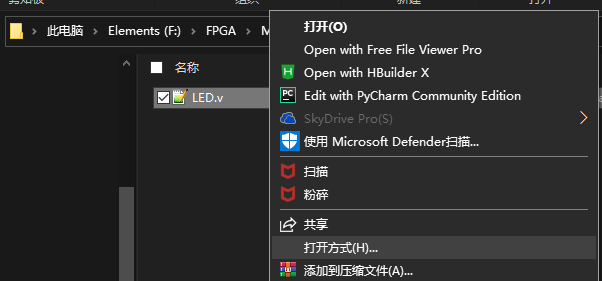 此电脑 Elements (F:) FPGA M
名称
LED.v
打开(O)
Open with Free File Viewer Pro
Open with HBuilder X
Edit with PyCharm Community Edition
SkyDrive Pro(S)
使用 Microsoft Defender扫描...
扫描
粉碎
共享
打开方式(H)...
添加到压缩文件(A)...